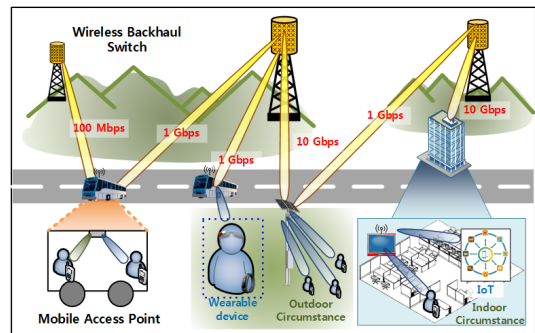 Wireless Backhaul
Switch
100 Mbps
1 Gbps
1 Gbps
10 Gbps
1 Gbps
10 Gbps
Mobile Access Point
Wearable
device
Outdoor
Circumstance
IoT
Indoor
Circumstance